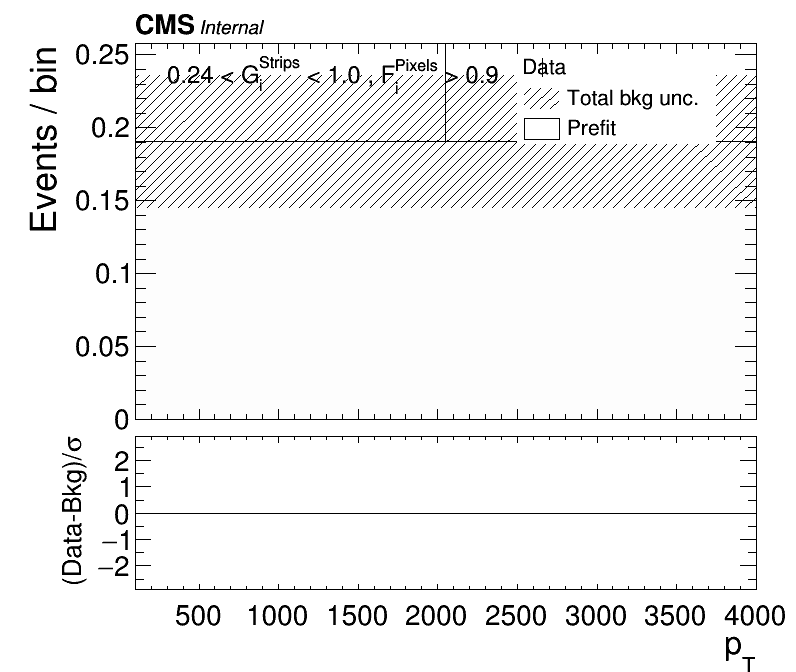 CMS Internal
0.24 < G_i^Strips < 1.0 , F_i^Pixels > 0.9
Data
Total bkg unc.
Prefit
Events / bin
0.25
0.2
0.15
0.1
0.05
0
(Data-Bkg)/σ
2
1
0
−1
−2
500 1000 1500 2000 2500 3000 3500 4000
p_T